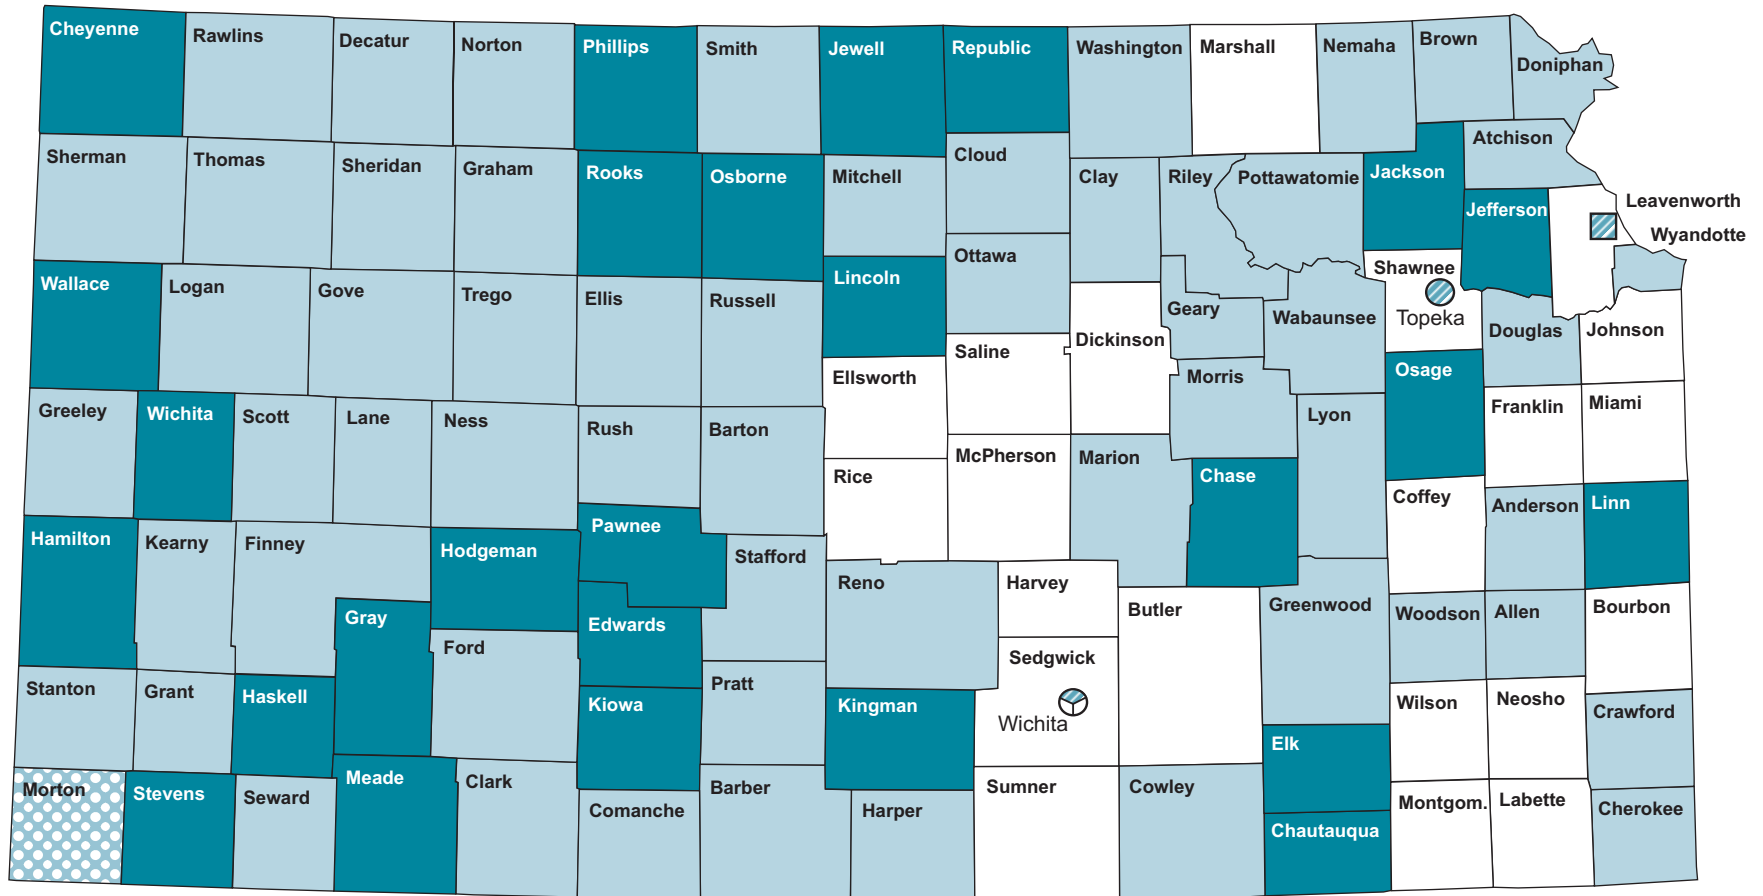 Cheyenne
Rawlins
Decatur
Norton
Phillips
Smith
Jewell
Republic
Washington
Marshall
Nemaha
Brown
Doniphan
Sherman
Thomas
Sheridan
Graham
Rooks
Osborne
Mitchell
Cloud
Clay
Riley
Pottawatomie
Jackson
Atchison
Jefferson
Leavenworth
Wyandotte
Wallace
Logan
Gove
Trego
Ellis
Russell
Lincoln
Ottawa
Saline
Dickinson
Geary
Wabaunsee
Shawnee
Topeka
Douglas
Johnson
Greeley
Wichita
Scott
Lane
Ness
Rush
Barton
Ellsworth
Rice
McPherson
Marion
Morris
Chase
Lyon
Osage
Franklin
Miami
Coffey
Anderson
Linn
Hamilton
Kearny
Finney
Hodgeman
Pawnee
Stafford
Reno
Harvey
Butler
Greenwood
Woodson
Allen
Bourbon
Gray
Ford
Edwards
Sedgwick
Wichita
Stanton
Grant
Haskell
Kiowa
Pratt
Kingman
Elk
Wilson
Neosho
Crawford
Morton
Stevens
Seward
Meade
Clark
Comanche
Barber
Harper
Sumner
Cowley
Chautauqua
Montgom.
Labette
Cherokee